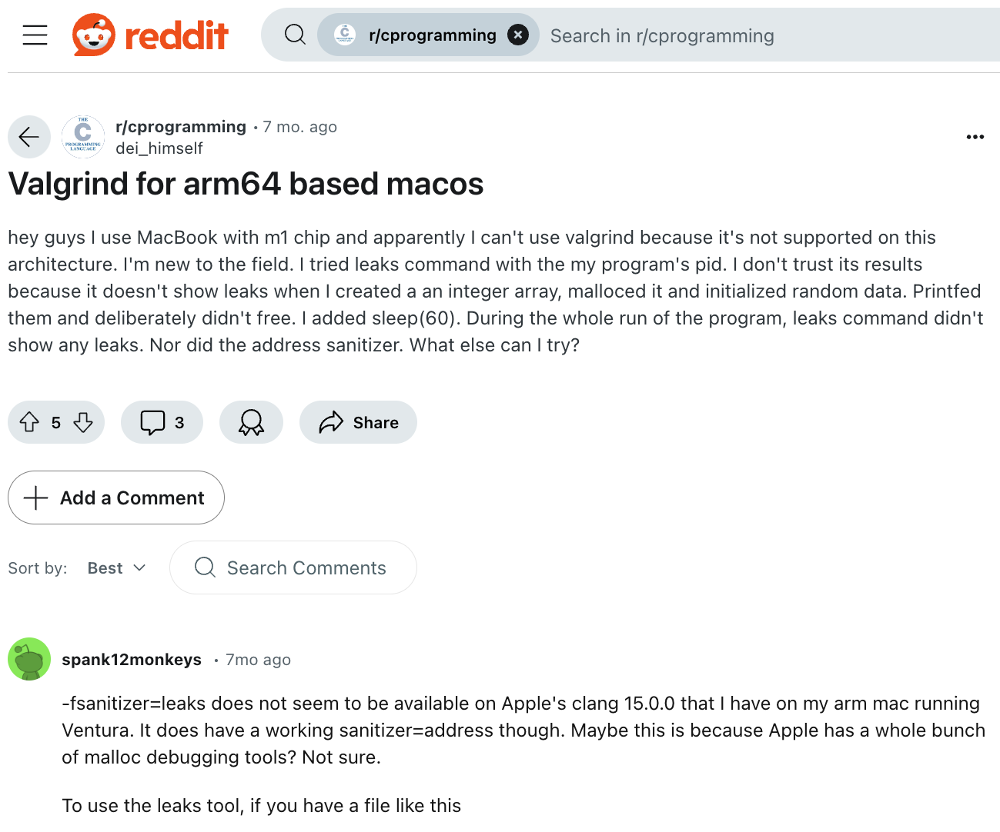 reddit
r/cprogramming
Search in r/cprogramming
THE
C
PROGRAMMING
LANGUAGE
r/cprogramming • 7 mo. ago
dei_himself
Valgrind for arm64 based macos
hey guys I use MacBook with m1 chip and apparently I can't use valgrind because it's not supported on this
architecture. I'm new to the field. I tried leaks command with the my program's pid. I don't trust its results
because it doesn't show leaks when I created a an integer array, malloced it and initialized random data. Printfed
them and deliberately didn't free. I added sleep(60). During the whole run of the program, leaks command didn't
show any leaks. Nor did the address sanitizer. What else can I try?
5
3
Share
Add a Comment
Sort by: Best
Search Comments
spank12monkeys • 7mo ago
-fsanitizer=leaks does not seem to be available on Apple's clang 15.0.0 that I have on my arm mac running
Ventura. It does have a working sanitizer=address though. Maybe this is because Apple has a whole bunch
of malloc debugging tools? Not sure.
To use the leaks tool, if you have a file like this